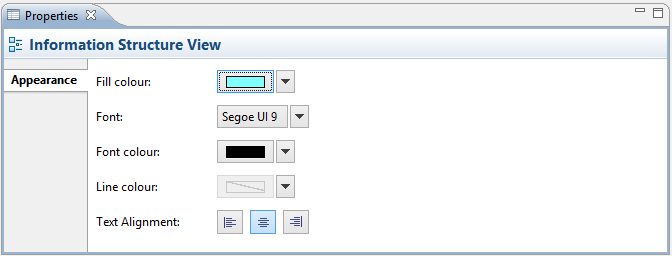 Properties
Information Structure View
Appearance
Fill colour:
Font: Segoe UI 9
Font colour:
Line colour:
Text Alignment: